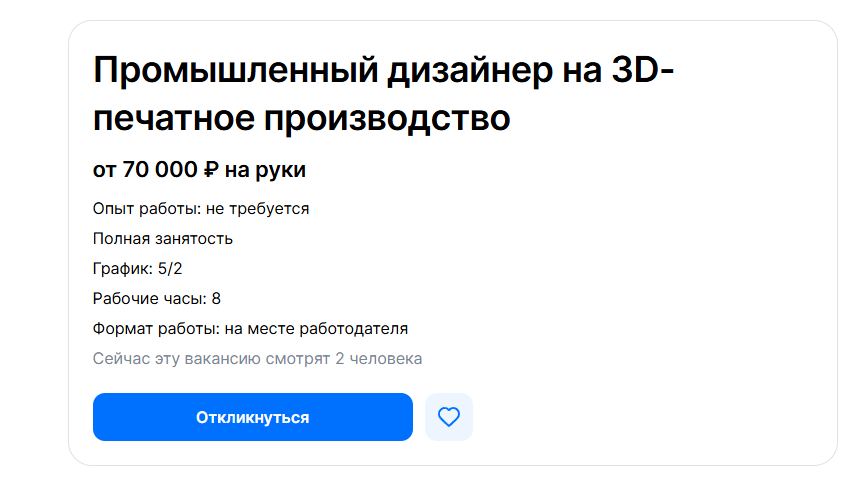 Промышленный дизайнер на 3D-
печатное производство
от 70 000 ₽ на руки
Опыт работы: не требуется
Полная занятость
График: 5/2
Рабочие часы: 8
Формат работы: на месте работодателя
Сейчас эту вакансию смотрят 2 человека
Откликнуться